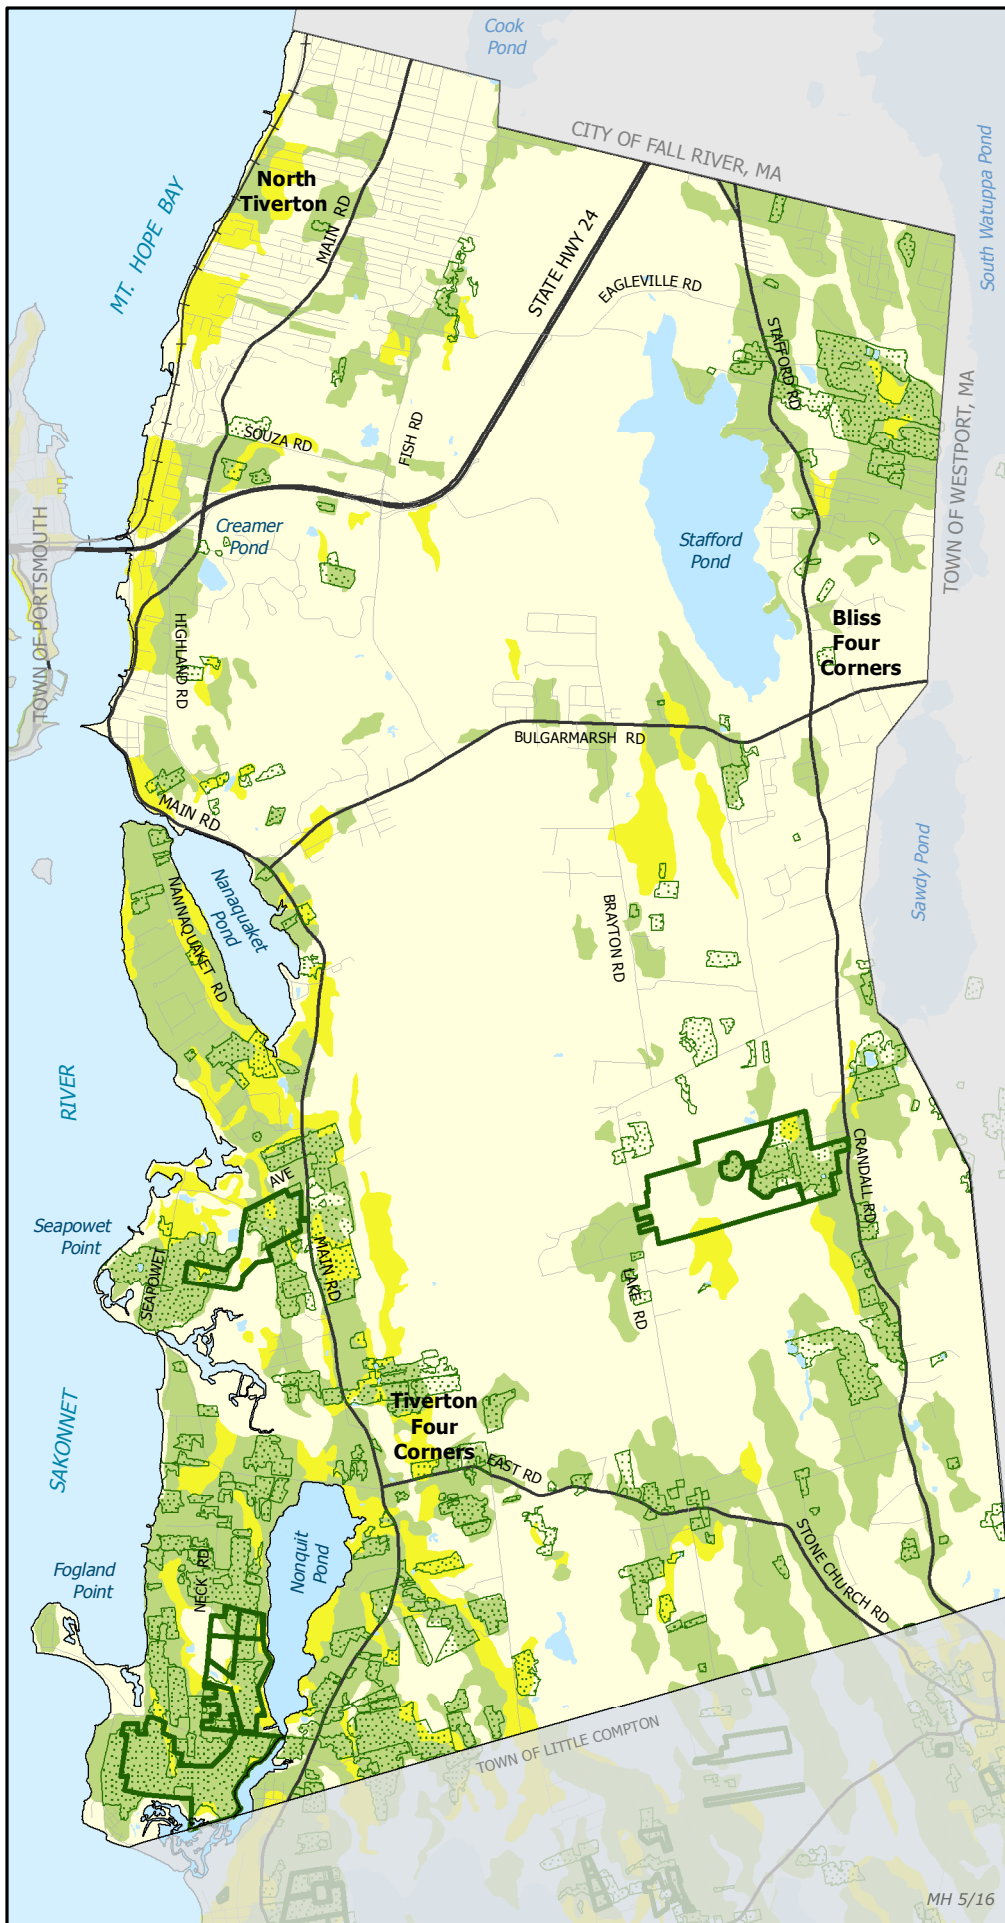 Cook
Pond
CITY OF FALL RIVER, MA
South Watuppa Pond
North
Tiverton
MAIN RD
MT. HOPE BAY
STATE HWY 24
EAGLEVILLE RD
STAFFORD RD
TOWN OF WESTPORT, MA
SOUZA RD
FISH RD
Creamer
Pond
Stafford
Pond
TOWN OF PORTSMOUTH
HIGHLAND RD
Bliss
Four
Corners
BULGARMARSH RD
MAIN RD
Nanaquaket
Pond
NANNAQUAKET RD
BRAYTON RD
Sawdy Pond
RIVER
AVE
CRANDALL RD
Seapowet
Point
SEAPOWET
MAIN RD
LAKE RD
Tiverton
Four
Corners
SAKONNET
EAST RD
STONE CHURCH RD
Nonquit
Pond
Fogland
Point
NECK RD
TOWN OF LITTLE COMPTON
MH 5/16